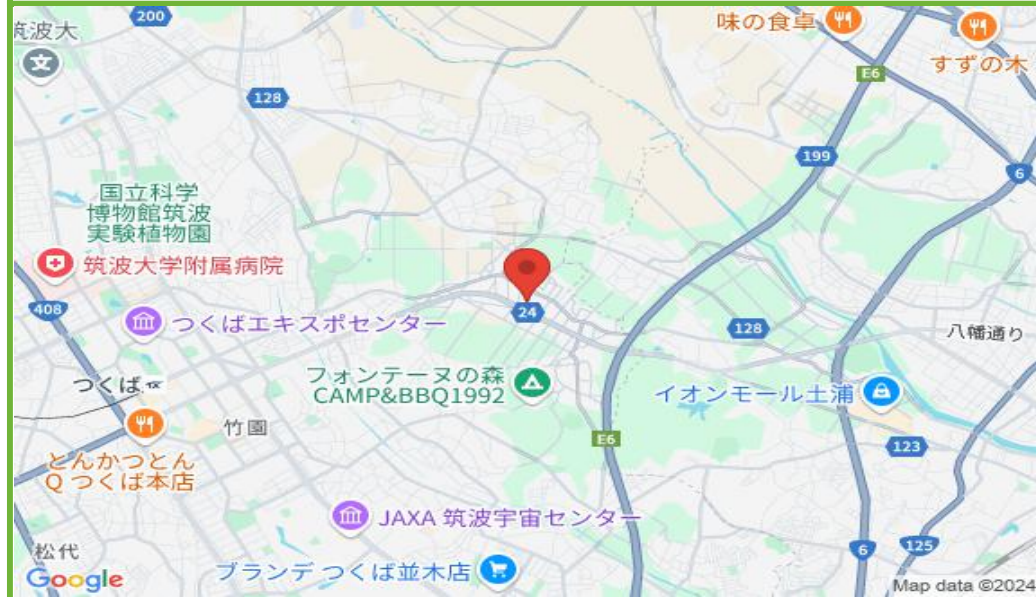 200
味の食卓
筑波大
すずの木
E6
128
199
6
国立科学
博物館筑波
実験植物園
筑波大学附属病院
408
24
つくばエキスポセンター
128
八幡通り
フォンテーヌの森
CAMP&BBQ1992
つくば
イオンモール土浦
竹園
E6
123
とんかつとん
Q つくば本店
JAXA 筑波宇宙センター
松代
6
125
ブランデ つくば並木店
Google
Map data ©2024